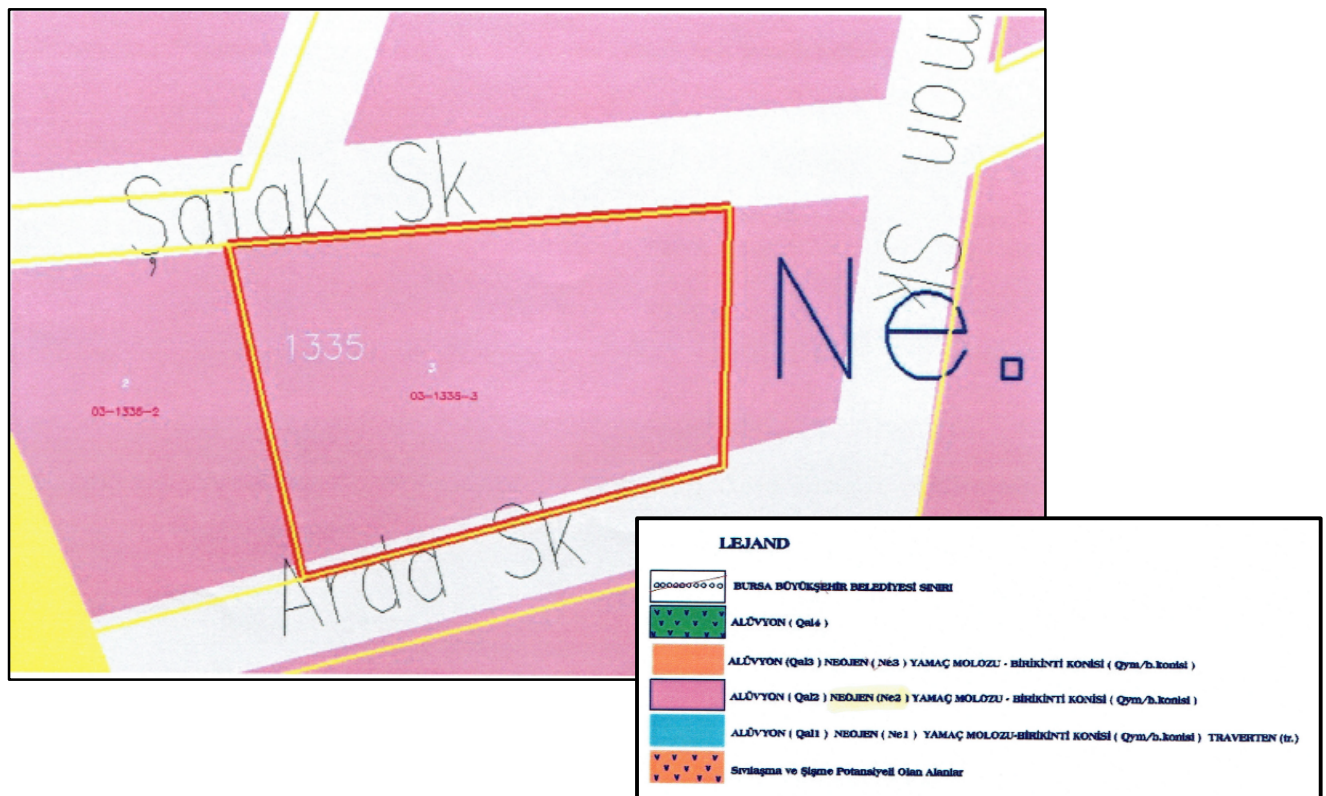 Şafak Sk
man Sk
Ne.
1335
3
03-1335-3
2
03-1335-2
Arda Sk
LEJAND
BURSA BÜYÜKŞEHİR BELEDİYESİ SINIRI
ALÜVYON ( Qal4 )
ALÜVYON (Qal3 ) NEOJEN ( Ne3 ) YAMAÇ MOLOZU - BİRİKİNTİ KONİSİ ( Qym/b.konisi )
ALÜVYON ( Qal2 ) NEOJEN (Ne2 ) YAMAÇ MOLOZU - BİRİKİNTİ KONİSİ ( Qym/b.konisi )
ALÜVYON ( Qal1 ) NEOJEN ( Ne1 ) YAMAÇ MOLOZU-BİRİKİNTİ KONİSİ ( Qym/b.konisi ) TRAVERTEN (tr.)
Sıvılaşma ve Şişme Potansiyeli Olan Alanlar